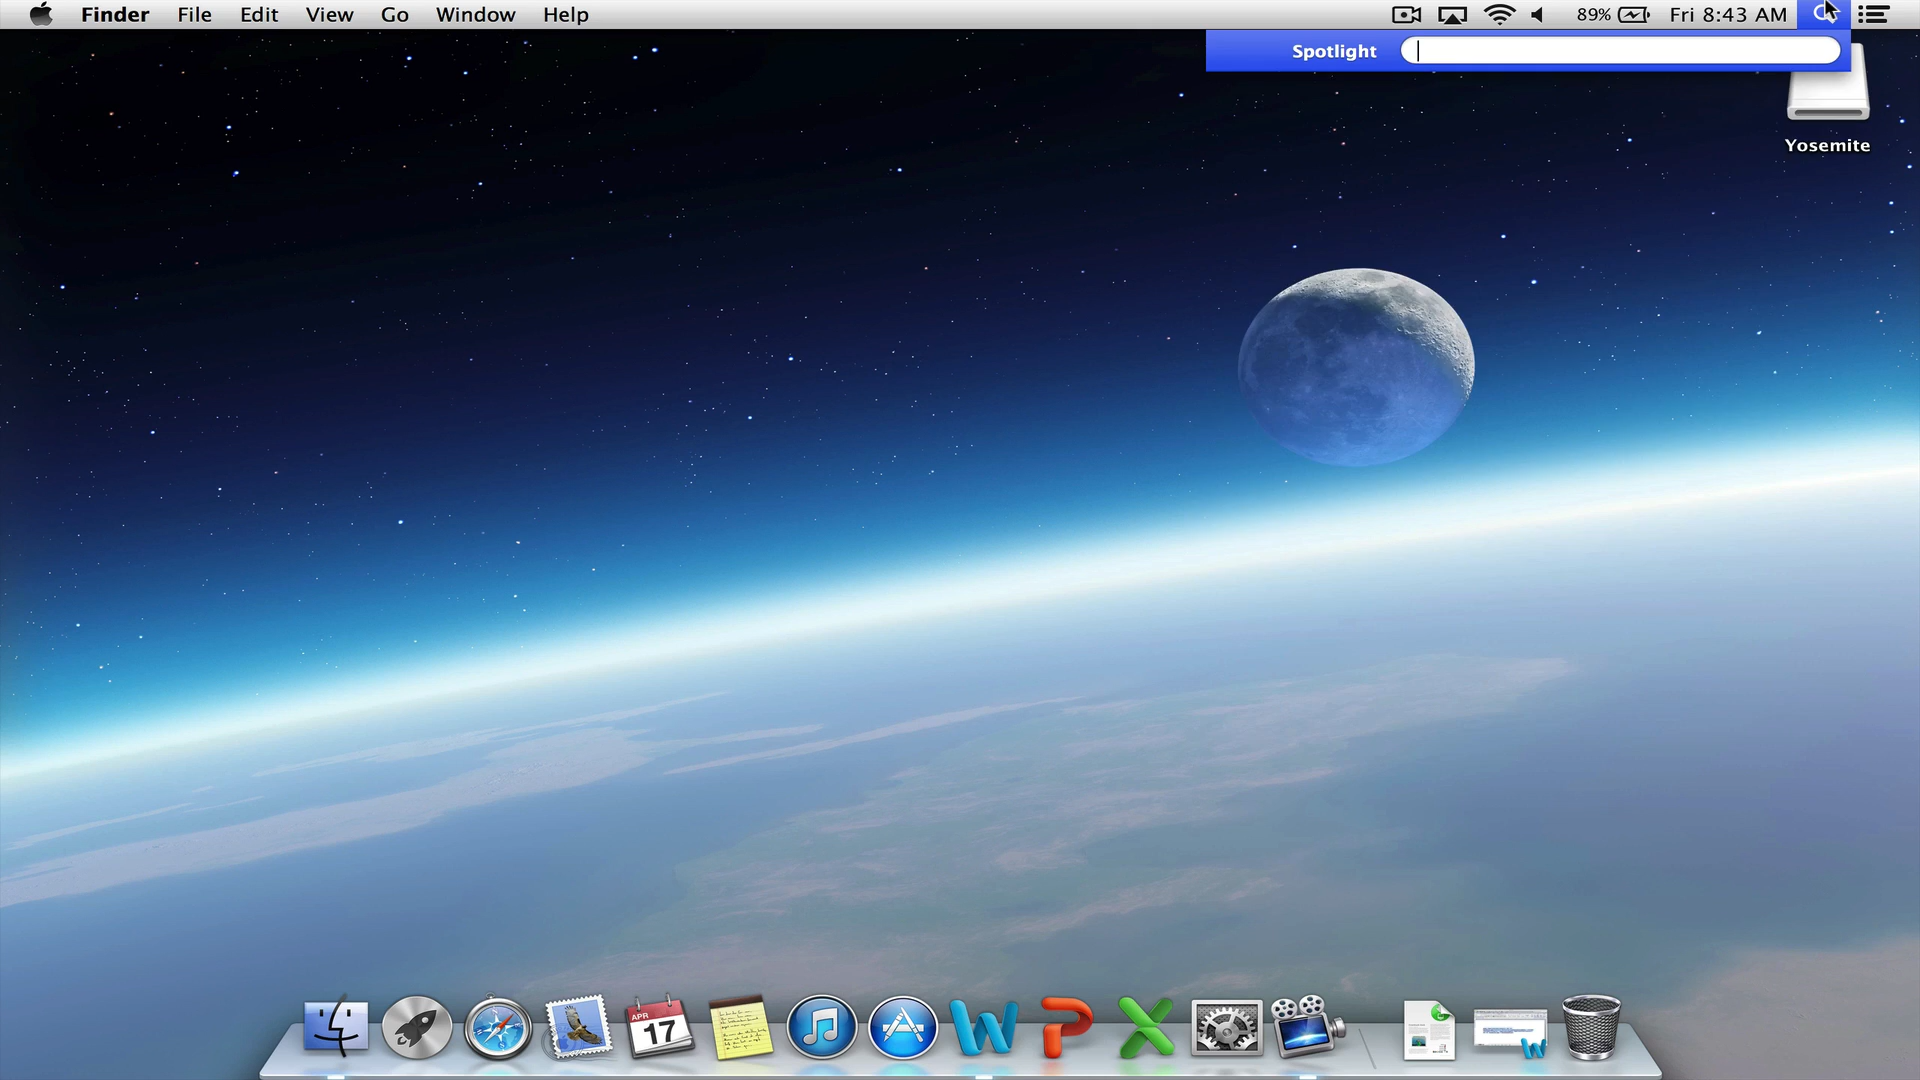 Finder File Edit View Go Window Help 89% Fri 8:43 AM
Spotlight
Yosemite
APR
17